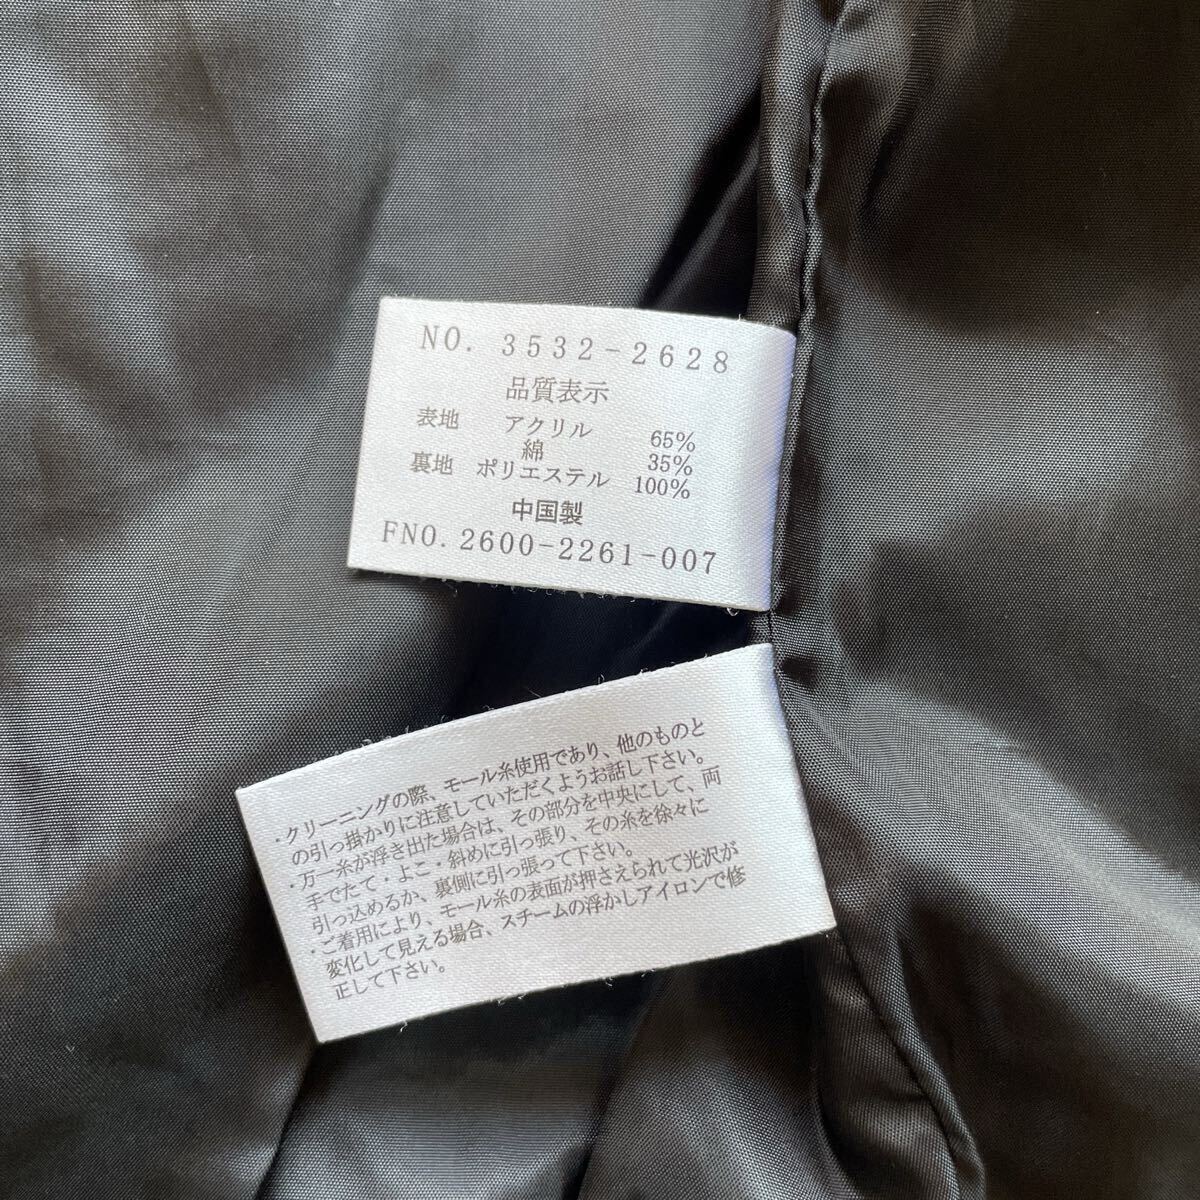 NO. 3532-2628
品質表示
表地 アクリル 65%
綿 35%
裏地 ポリエステル 100%
中国製
FNO. 2600-2261-007
・クリーニングの際、モール糸使用であり、他のものと
の引っ掛かりに注意していただくようお話し下さい。
・万一糸が浮き出た場合は、その部分を中央にして、両
手でたて・よこ・斜めに引っ張り、その糸を徐々に
引っ込めるか、裏側に引っ張って下さい。
・ご着用により、モール糸の表面が押さえられて光沢が
変化して見える場合、スチームの浮かしアイロンで修
正して下さい。